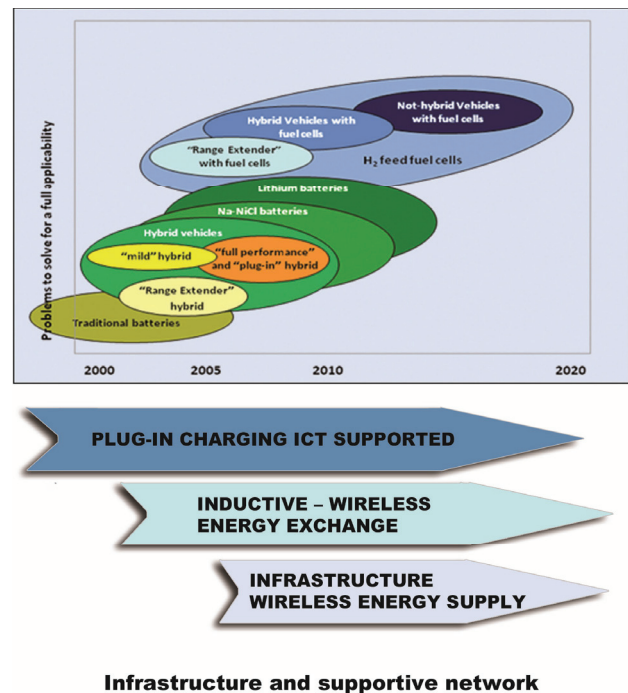 Problems to solve for a full applicability
Not-hybrid Vehicles
with fuel cells
Hybrid Vehicles with
fuel cells
"Range Extender"
with fuel cells
H₂ feed fuel cells
Lithium batteries
Na-NiCl batteries
Hybrid vehicles
"mild" hybrid
"full performance"
and "plug-in" hybrid
"Range Extender"
hybrid
Traditional batteries
2000 2005 2010 2020
PLUG-IN CHARGING ICT SUPPORTED
INDUCTIVE – WIRELESS
ENERGY EXCHANGE
INFRASTRUCTURE
WIRELESS ENERGY SUPPLY
Infrastructure and supportive network